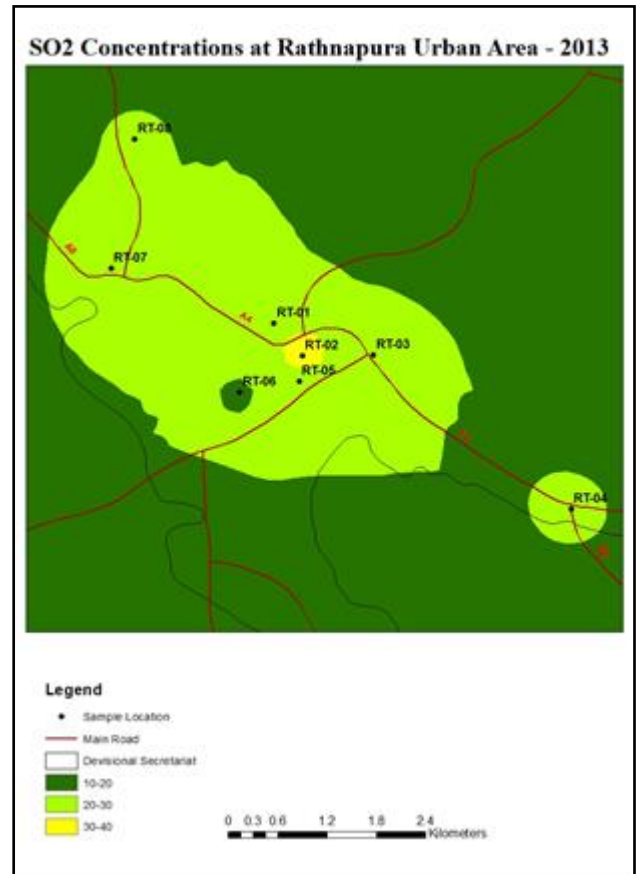 SO2 Concentrations at Rathnapura Urban Area - 2013
RT-08
A8
RT-07
RT-01
A4
RT-02
RT-03
RT-05
RT-06
RT-04
Legend
Sample Location
Main Road
Devisional Secretariat
10-20
20-30
30-40
0 0.3 0.6 1.2 1.8 2.4
Kilometers